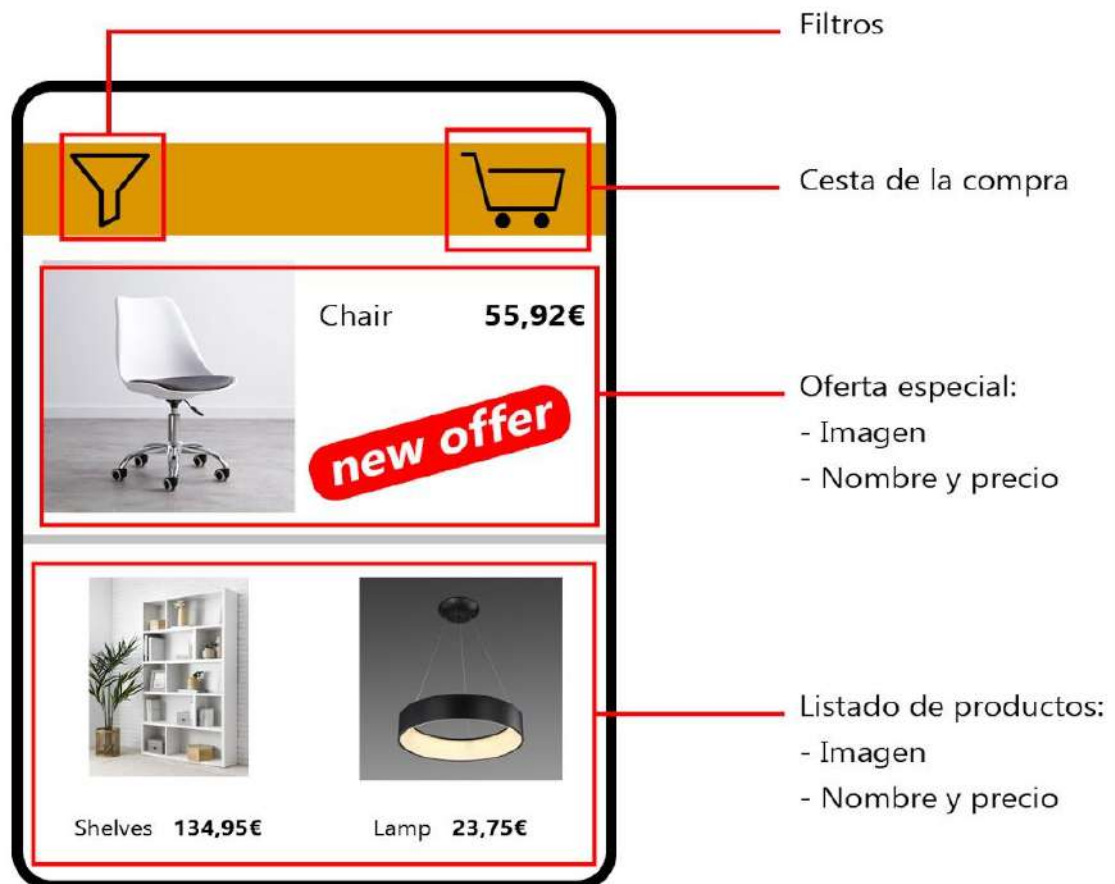 Filtros
Cesta de la compra
Chair 55,92€
new offer
Oferta especial:
- Imagen
- Nombre y precio
Listado de productos:
- Imagen
- Nombre y precio
Shelves 134,95€ Lamp 23,75€